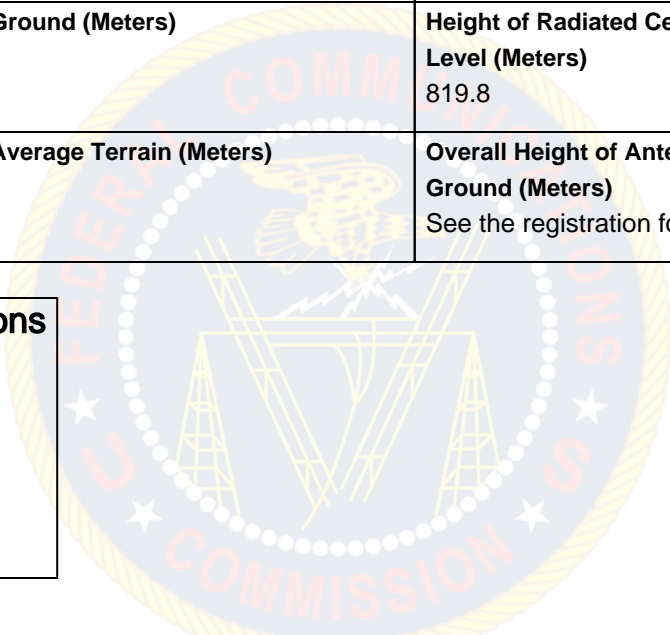 Ground (Meters)
Height of Radiated Ce
Level (Meters)
819.8
Average Terrain (Meters)
Overall Height of Ante
Ground (Meters)
See the registration fo
ons
FEDERAL COMMUNICATIONS
COMMISSION
U S